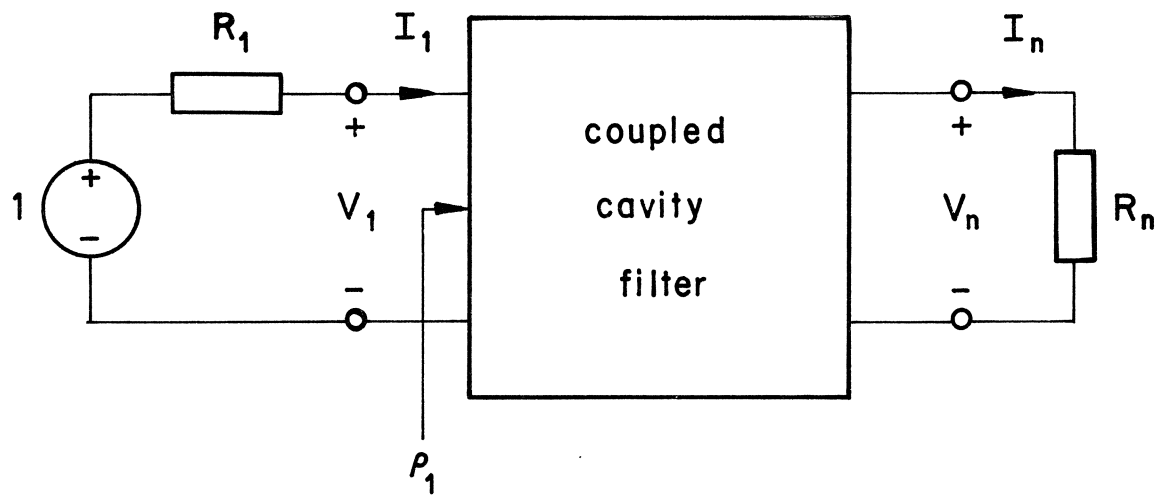 R1 I1 In
+ +
coupled
+
1 V1 cavity Vn Rn
-
filter
- -
ρ1